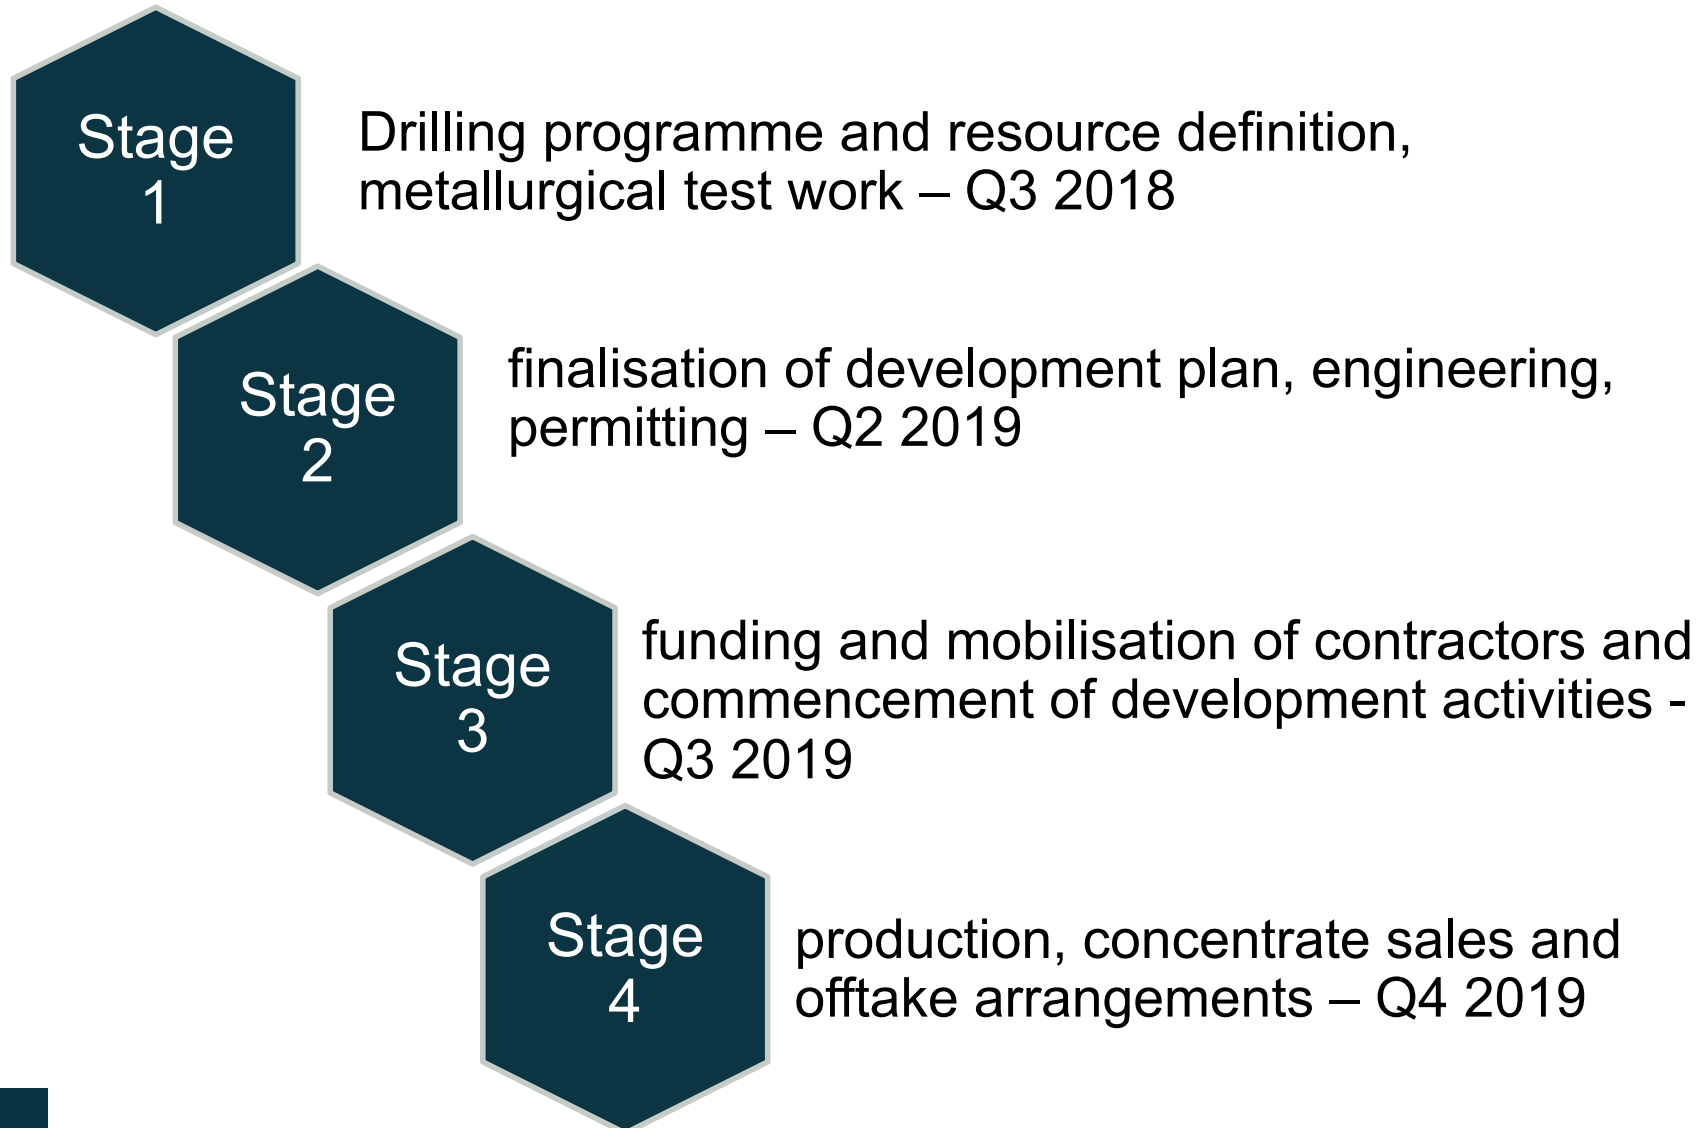 Stage
1
Drilling programme and resource definition,
metallurgical test work – Q3 2018
Stage
2
finalisation of development plan, engineering,
permitting – Q2 2019
Stage
3
funding and mobilisation of contractors and
commencement of development activities -
Q3 2019
Stage
4
production, concentrate sales and
offtake arrangements – Q4 2019